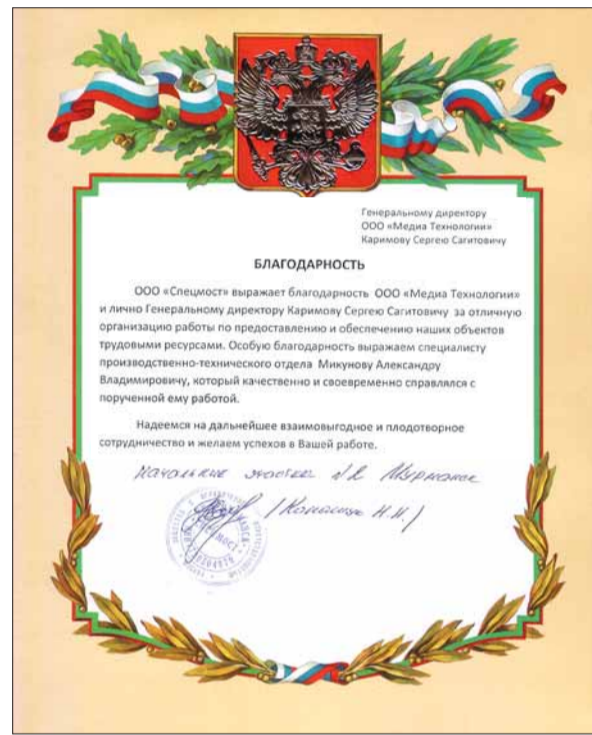 Генеральному директору
ООО «Медиа Технологии»
Каримову Сергею Сагитовичу
БЛАГОДАРНОСТЬ
ООО «Спецмост» выражает благодарность ООО «Медиа Технологии»
и лично Генеральному директору Каримову Сергею Сагитовичу за отличную
организацию работы по предоставлению и обеспечению наших объектов
трудовыми ресурсами. Особую благодарность выражаем специалисту
производственно-технического отдела Микунову Александру
Владимировичу, который качественно и своевременно справлялся с
порученной ему работой.
Надеемся на дальнейшее взаимовыгодное и плодотворное
сотрудничество и желаем успехов в Вашей работе.
Начальник участка Мурманск
Н.И.)